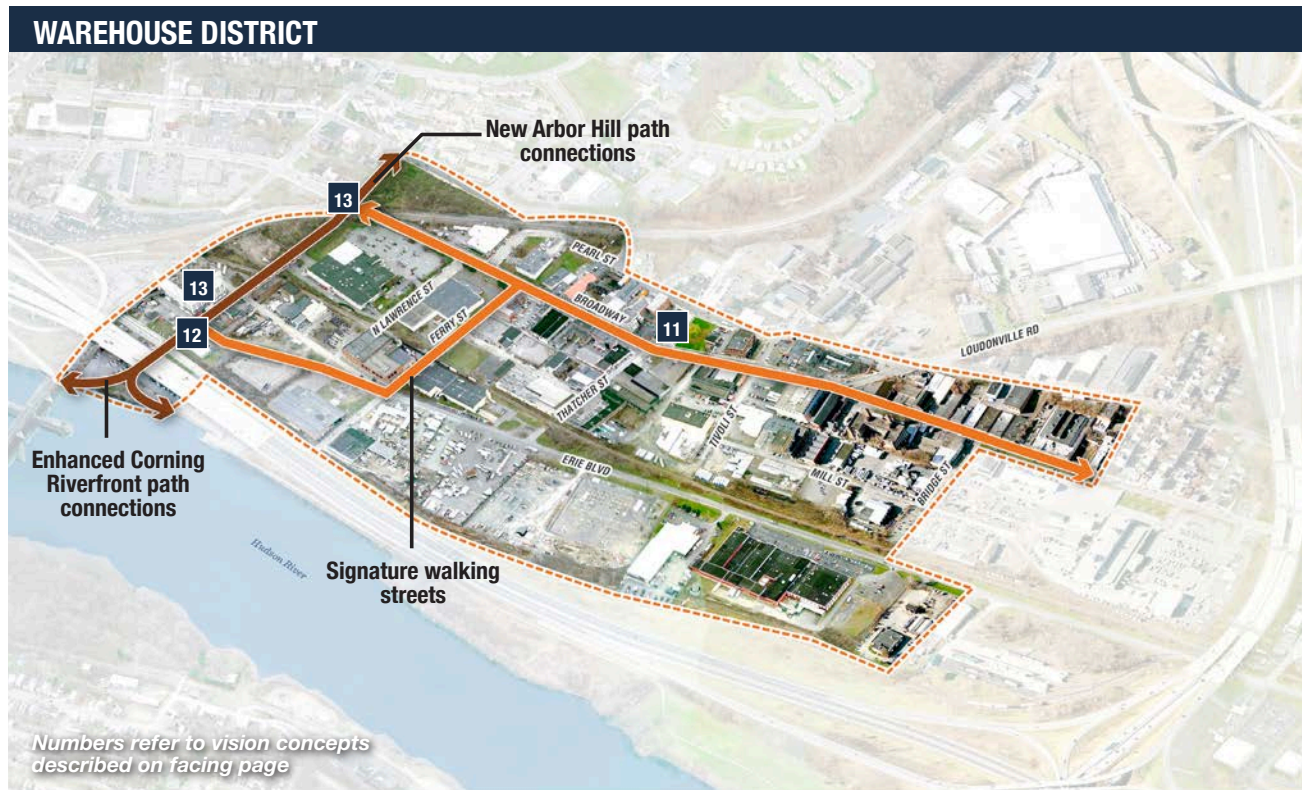 WAREHOUSE DISTRICT
New Arbor Hill path
connections
13
PEARL ST
13
N LAWRENCE ST
BROADWAY
11
12
FERRY ST
LOUDONVILLE RD
THATCHER ST
TIVOLI ST
Enhanced Corning
Riverfront path
connections
ERIE BLVD
MILL ST
BRIDGE ST
Hudson River
Signature walking
streets
Numbers refer to vision concepts
described on facing page